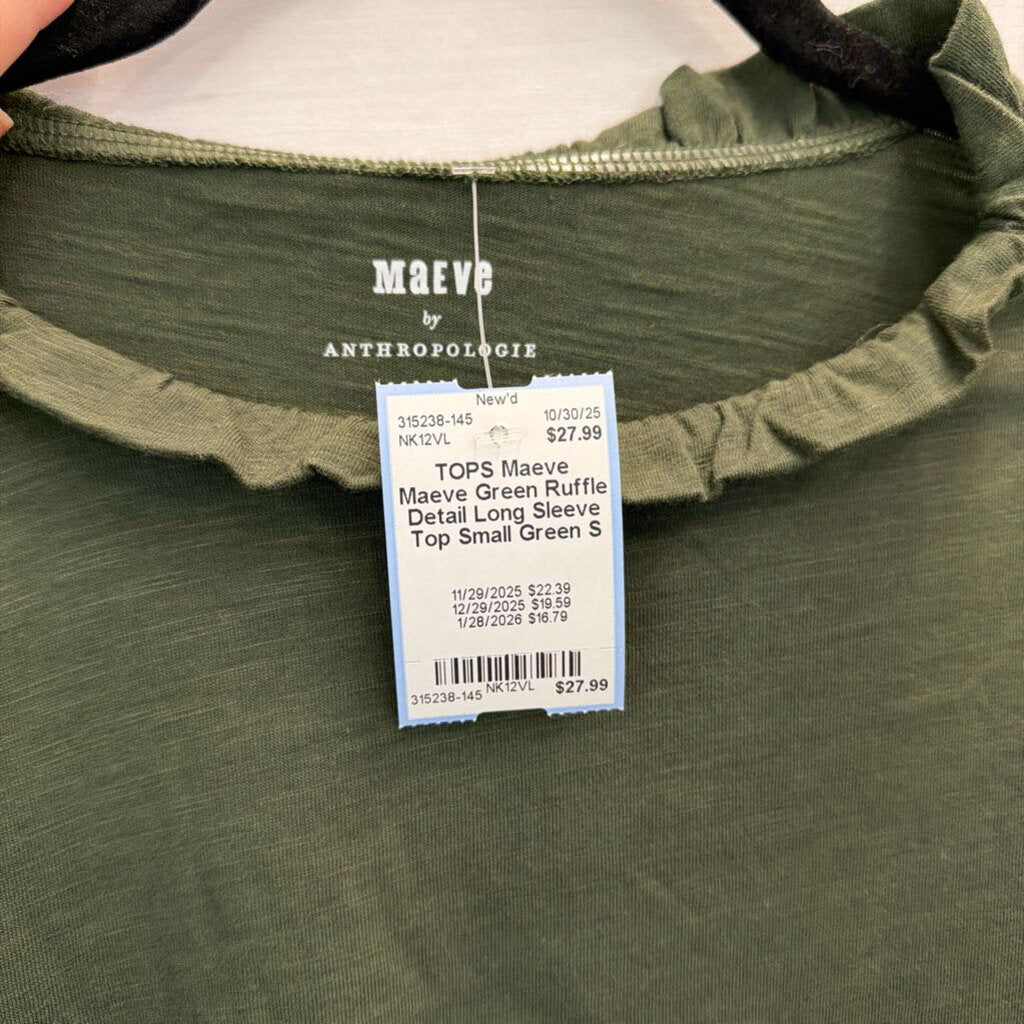 MaEVe
by
ANTHROPOLOGIE
New'd
315238-145 10/30/25
NK12VL $27.99
TOPS Maeve
Maeve Green Ruffle
Detail Long Sleeve
Top Small Green S
11/29/2025 $22.39
12/29/2025 $19.59
1/28/2026 $16.79
315238-145 NK12VL $27.99